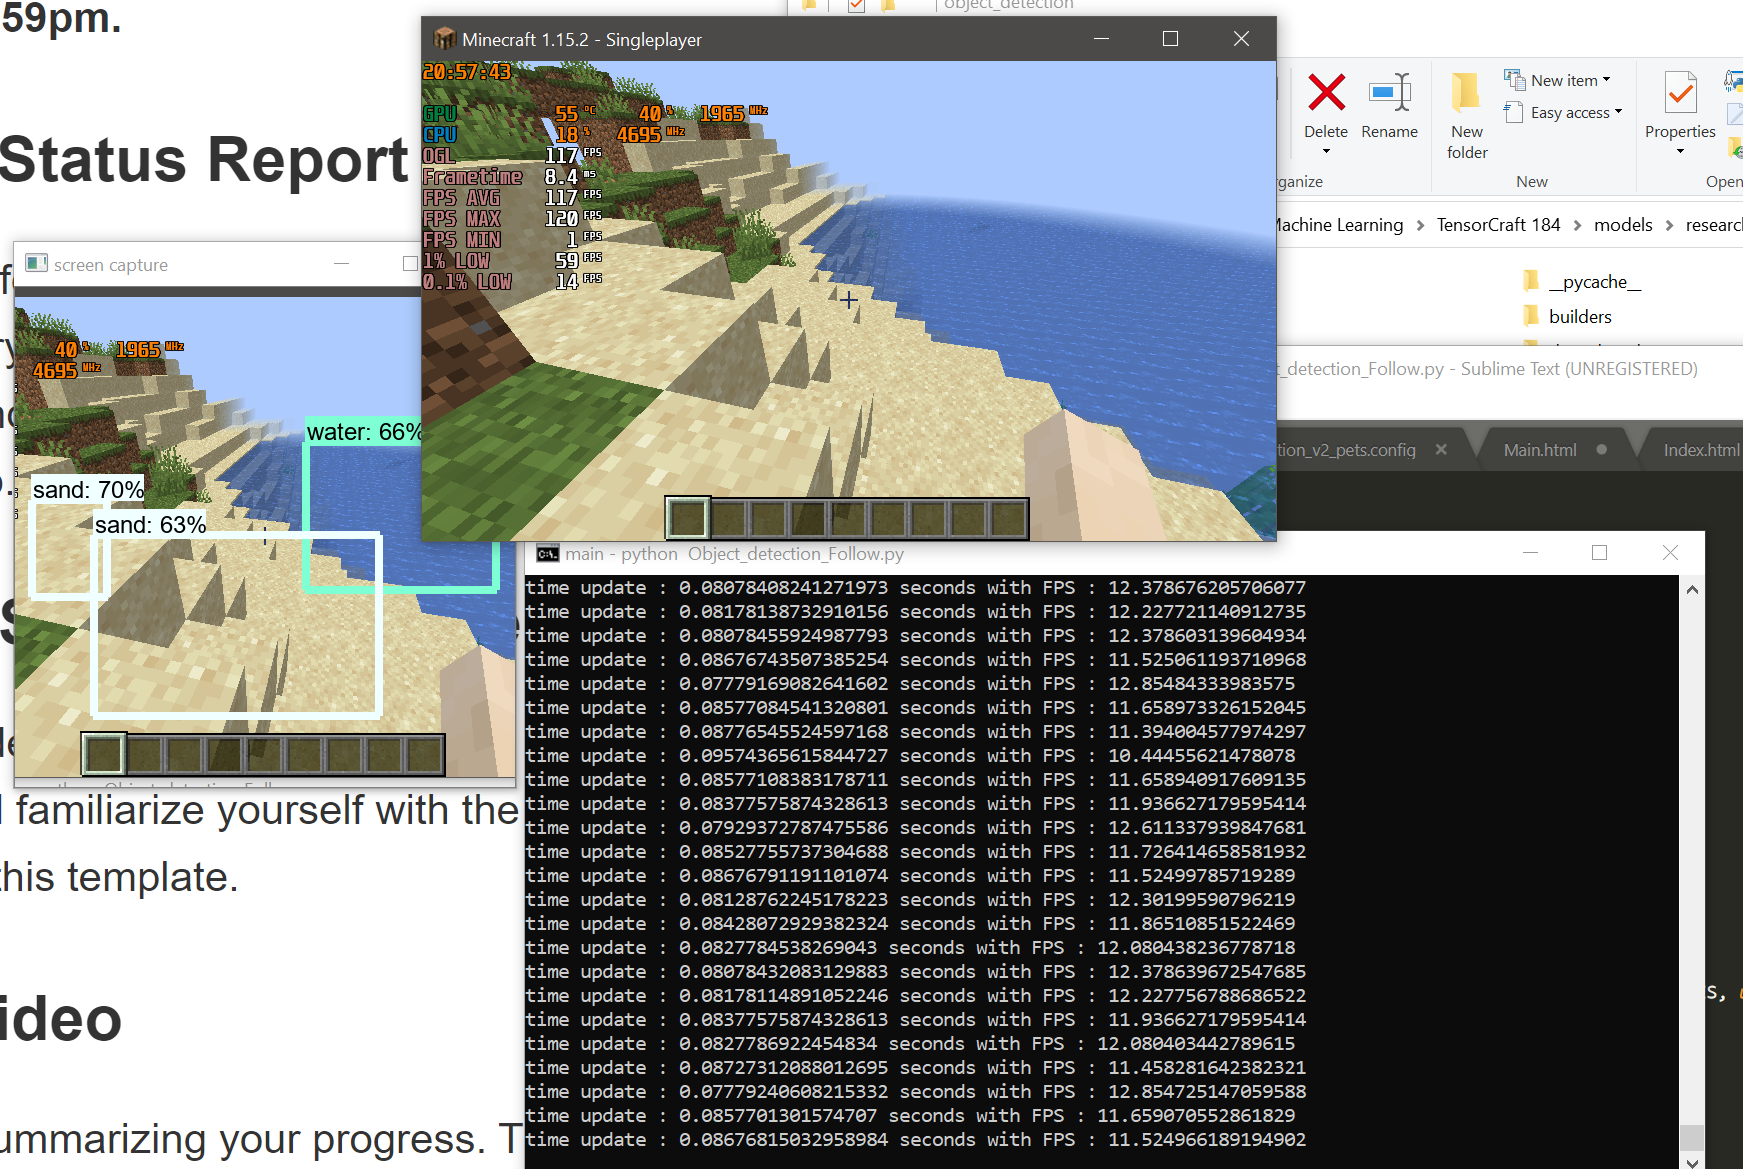 59pm.
Status Report
familiarize yourself with the
this template.
ideo
ummarizing your progress. T
object_detection
Delete
Rename
New
folder
New item
Easy access
Properties
New
Open
Machine Learning > TensorCraft 184 > models > research
__pycache__
builders
_detection_Follow.py - Sublime Text (UNREGISTERED)
tion_v2_pets.config
Main.html
Index.html
Minecraft 1.15.2 - Singleplayer
20:57:43
GPU 55 °C 40 % 1965 MHz
CPU 18 % 4695 MHz
OGL 117 FPS
Frametime 8.4 ms
FPS AVG 117 FPS
FPS MAX 120 FPS
FPS MIN 1 FPS
1% LOW 59 FPS
0.1% LOW 14 FPS
screen capture
40 % 1965 MHz
4695 MHz
water: 66%
sand: 70%
sand: 63%
main - python Object_detection_Follow.py
time update : 0.08078408241271973 seconds with FPS : 12.378676205706077
time update : 0.08178138732910156 seconds with FPS : 12.227721140912735
time update : 0.08078455924987793 seconds with FPS : 12.378603139604934
time update : 0.08676743507385254 seconds with FPS : 11.525061193710968
time update : 0.07779169082641602 seconds with FPS : 12.85484333983575
time update : 0.08577084541320801 seconds with FPS : 11.658973326152045
time update : 0.08776545524597168 seconds with FPS : 11.394004577974297
time update : 0.09574365615844727 seconds with FPS : 10.44455621478078
time update : 0.08577108383178711 seconds with FPS : 11.658940917609135
time update : 0.08377575874328613 seconds with FPS : 11.936627179595414
time update : 0.07929372787475586 seconds with FPS : 12.611337939847681
time update : 0.08527755737304688 seconds with FPS : 11.726414658581932
time update : 0.08676791191101074 seconds with FPS : 11.52499785719289
time update : 0.08128762245178223 seconds with FPS : 12.30199590796219
time update : 0.08428072929382324 seconds with FPS : 11.86510851522469
time update : 0.0827784538269043 seconds with FPS : 12.080438236778718
time update : 0.08078432083129883 seconds with FPS : 12.378639672547685
time update : 0.08178114891052246 seconds with FPS : 12.227756788686522
time update : 0.08377575874328613 seconds with FPS : 11.936627179595414
time update : 0.0827786922454834 seconds with FPS : 12.080403442789615
time update : 0.08727312088012695 seconds with FPS : 11.458281642382321
time update : 0.07779240608215332 seconds with FPS : 12.854725147059588
time update : 0.0857701301574707 seconds with FPS : 11.659070552861829
time update : 0.08676815032958984 seconds with FPS : 11.524966189194902